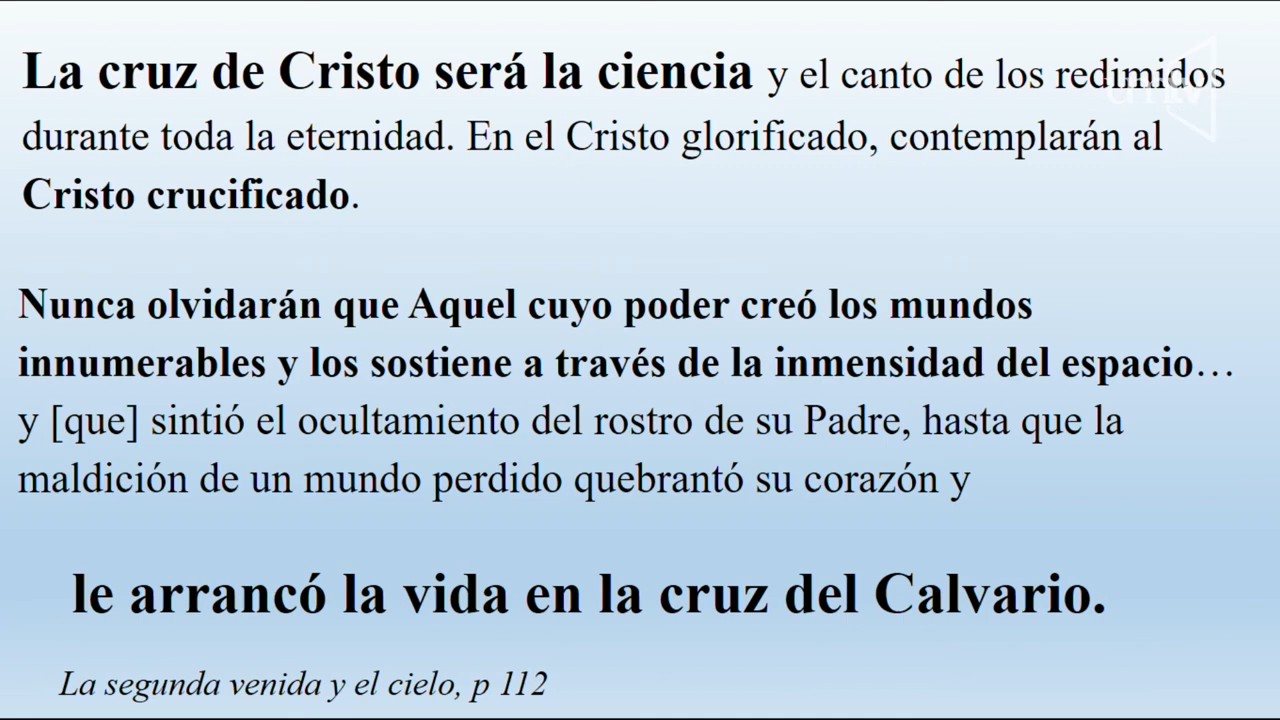 La cruz de Cristo será la ciencia y el canto de los redimidos
durante toda la eternidad. En el Cristo glorificado, contemplarán al
Cristo crucificado.
Nunca olvidarán que Aquel cuyo poder creó los mundos
innumerables y los sostiene a través de la inmensidad del espacio…
y [que] sintió el ocultamiento del rostro de su Padre, hasta que la
maldición de un mundo perdido quebrantó su corazón y
le arrancó la vida en la cruz del Calvario.
La segunda venida y el cielo, p 112